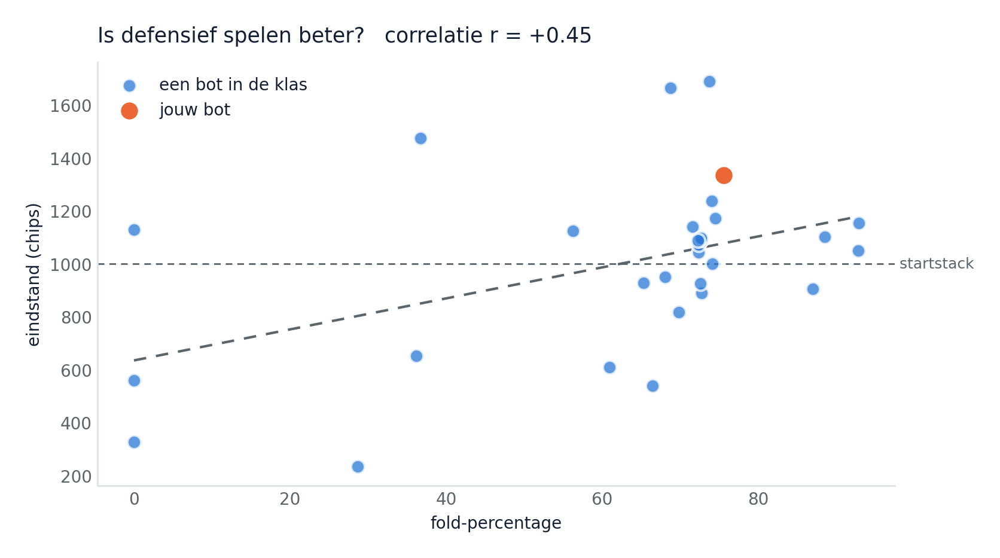 Is defensief spelen beter?   correlatie r = +0.45
een bot in de klas
jouw bot
eindstand (chips)
1600
1400
1200
1000
800
600
400
200
startstack
0 20 40 60 80
fold-percentage